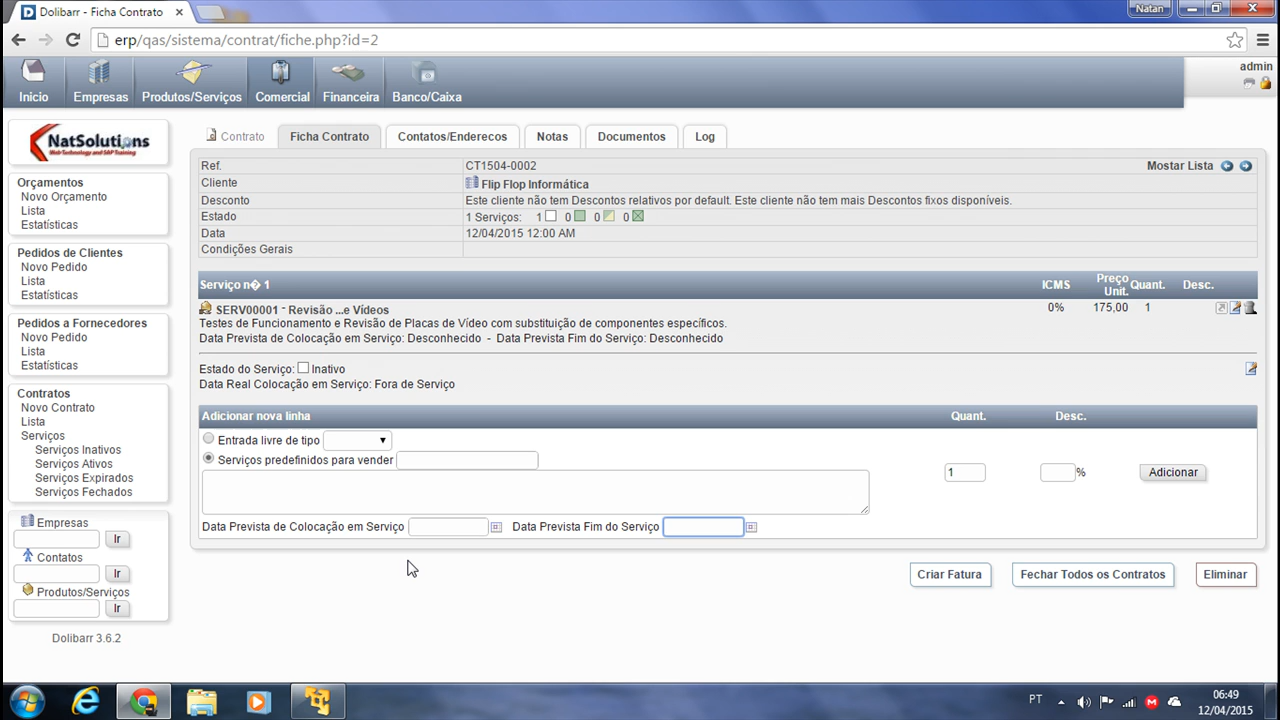 Dolibarr - Ficha Contrato
Natan
erp/qas/sistema/contrat/fiche.php?id=2
Inicio
Empresas
Produtos/Serviços
Comercial
Financeira
Banco/Caixa
admin
NatSolutions
Web Technology and SAP Training
Contrato
Ficha Contrato
Contatos/Enderecos
Notas
Documentos
Log
Orçamentos
Novo Orçamento
Lista
Estatísticas
Pedidos de Clientes
Novo Pedido
Lista
Estatísticas
Pedidos a Fornecedores
Novo Pedido
Lista
Estatísticas
Contratos
Novo Contrato
Lista
Serviços
Serviços Inativos
Serviços Ativos
Serviços Expirados
Serviços Fechados
Empresas
Ir
Contatos
Ir
Produtos/Serviços
Ir
Dolibarr 3.6.2
Ref. CT1504-0002 Mostar Lista
Cliente Flip Flop Informática
Desconto Este cliente não tem Descontos relativos por default. Este cliente não tem mais Descontos fixos disponíveis.
Estado 1 Serviços: 1 0 0 0
Data 12/04/2015 12:00 AM
Condições Gerais
Serviço n� 1 ICMS Preço Unit. Quant. Desc.
SERV00001 - Revisão ...e Vídeos 0% 175,00 1
Testes de Funcionamento e Revisão de Placas de Vídeo com substituição de componentes específicos.
Data Prevista de Colocação em Serviço: Desconhecido - Data Prevista Fim do Serviço: Desconhecido
Estado do Serviço: Inativo
Data Real Colocação em Serviço: Fora de Serviço
Adicionar nova linha Quant. Desc.
Entrada livre de tipo
Serviços predefinidos para vender
1 % Adicionar
Data Prevista de Colocação em Serviço Data Prevista Fim do Serviço
Criar Fatura Fechar Todos os Contratos Eliminar
PT
06:49
12/04/2015